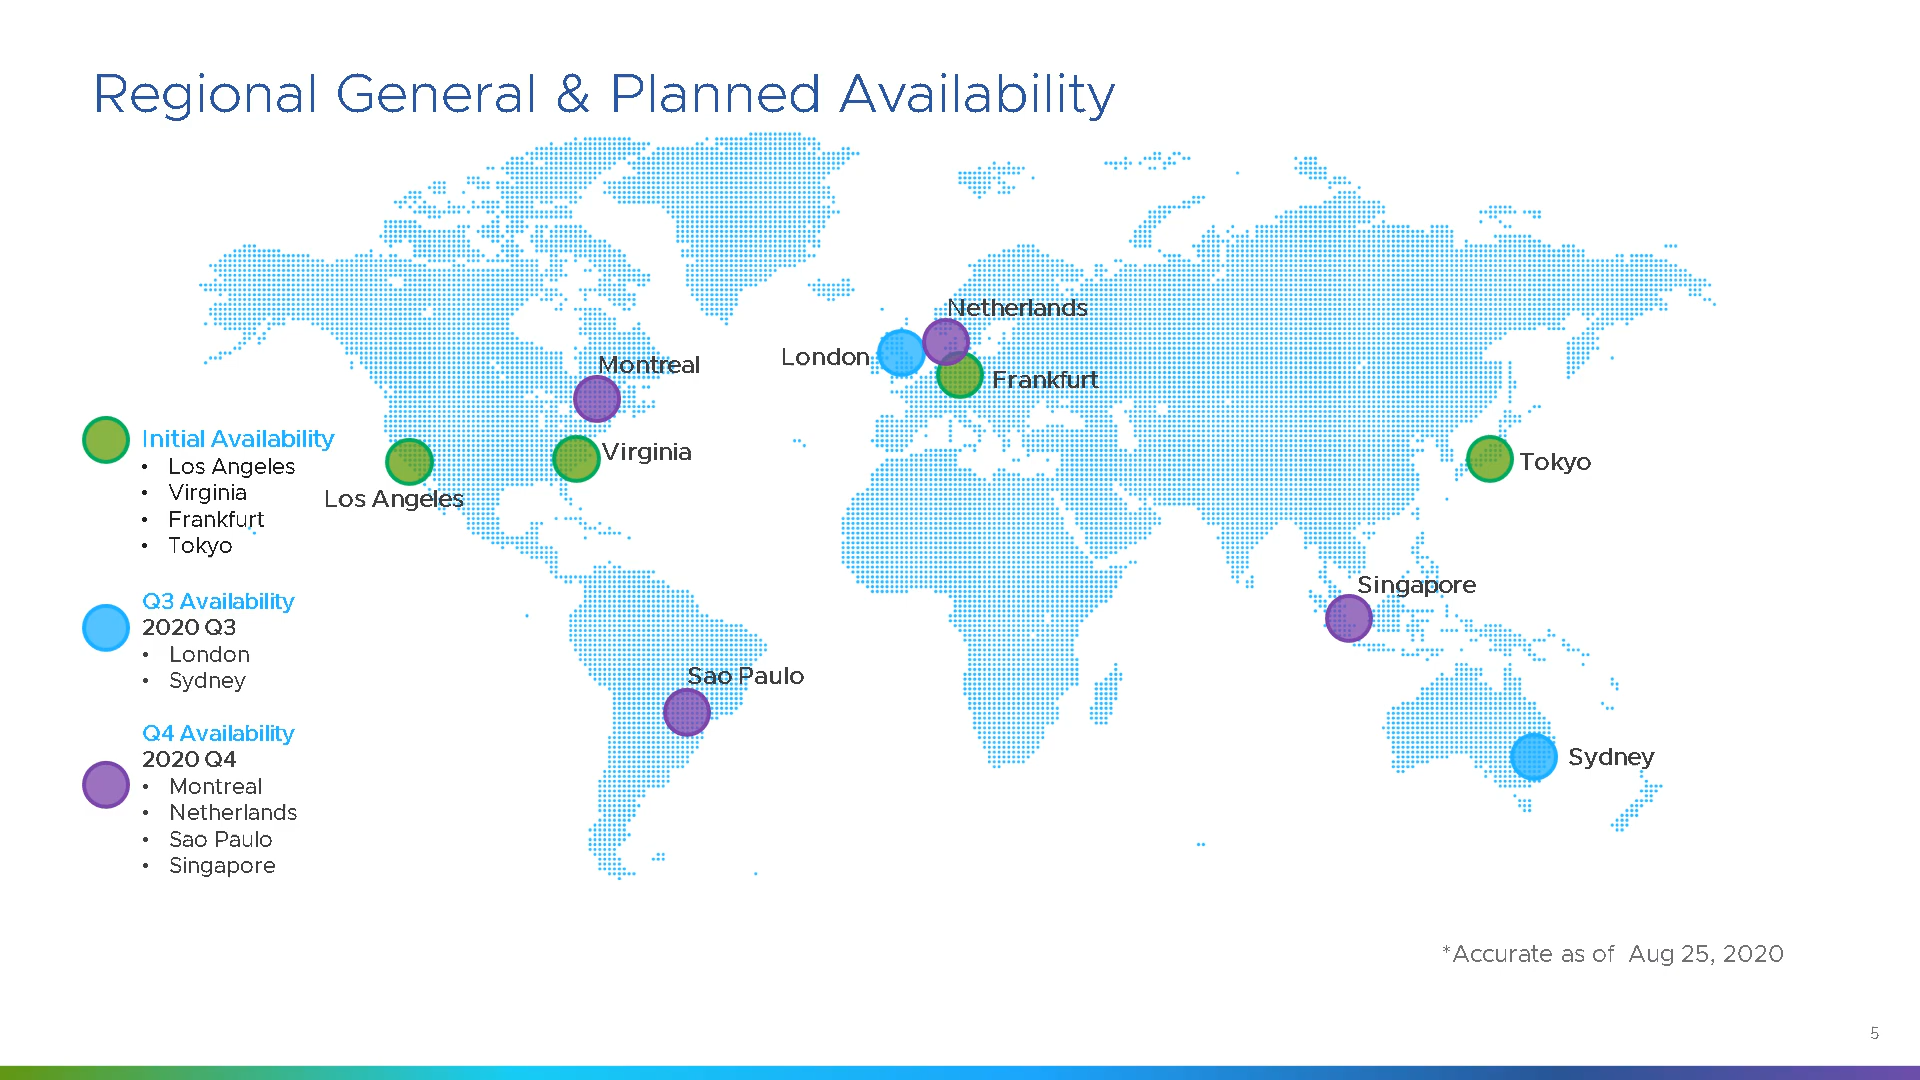 Regional General & Planned Availability
Netherlands
London
Montreal
Frankfurt
Virginia
Los Angeles
Tokyo
Singapore
Sao Paulo
Sydney
Initial Availability
• Los Angeles
• Virginia
• Frankfurt
• Tokyo
Q3 Availability
2020 Q3
• London
• Sydney
Q4 Availability
2020 Q4
• Montreal
• Netherlands
• Sao Paulo
• Singapore
*Accurate as of Aug 25, 2020
5